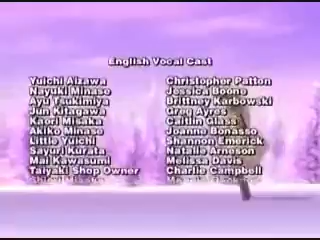 English Vocal Cast
Yuichi Aizawa Christopher Patton
Nayuki Minase Jessica Boone
Ayu Tsukimiya Brittney Karbowski
Jun Kitagawa Greg Ayres
Kaori Misaka Caitlin Glass
Akiko Minase Joanne Bonasso
Little Yuichi Shannon Emerick
Sayuri Kurata Natalie Arneson
Mai Kawasumi Melissa Davis
Taiyaki Shop Owner Charlie Campbell